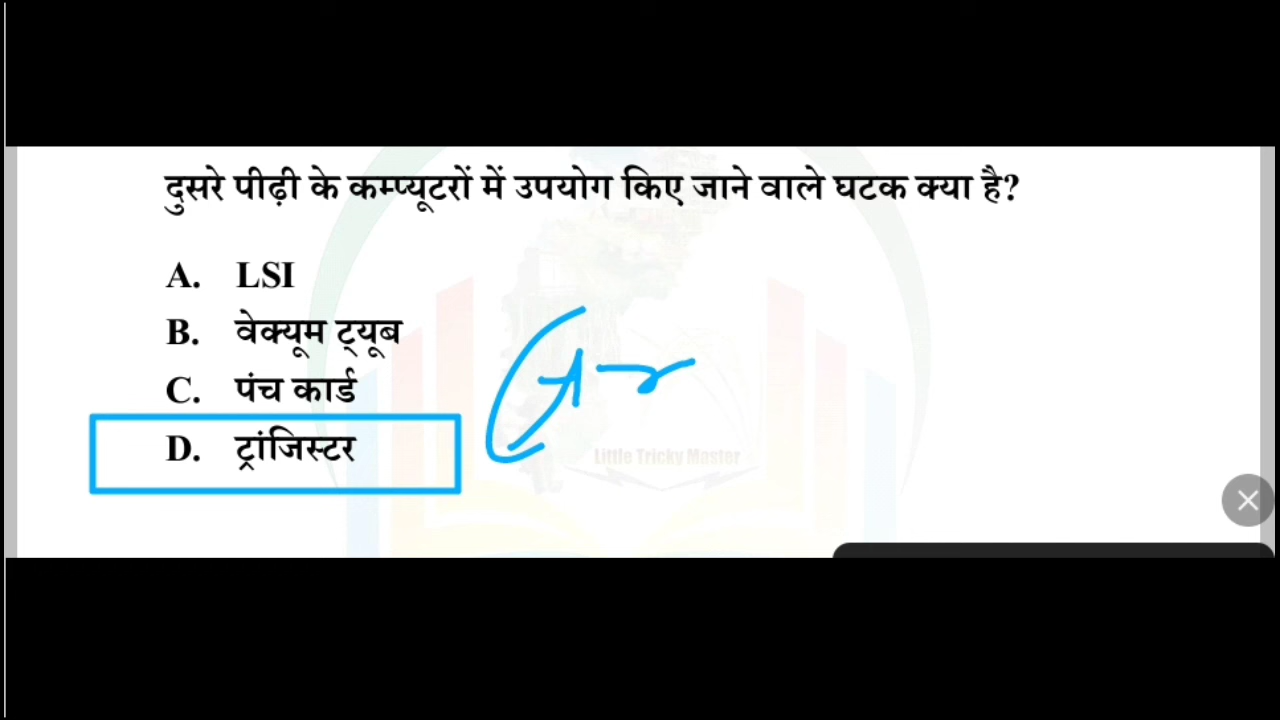 दुसरे पीढ़ी के कम्प्यूटरों में उपयोग किए जाने वाले घटक क्या है?
A. LSI
B. वेक्यूम ट्यूब
C. पंच कार्ड
D. ट्रांजिस्टर
Little Tricky Master